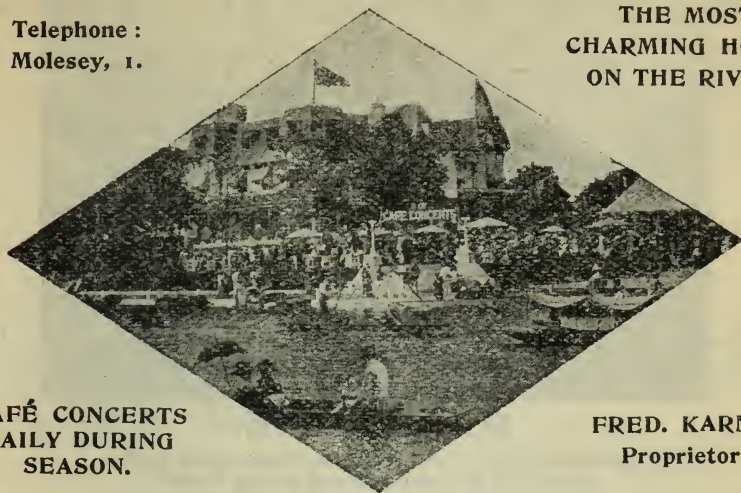 Telephone :
Molesey, 1.
THE MOST
CHARMING HO
ON THE RIV
CAFE CONCERTS
AFÉ CONCERTS
AILY DURING
SEASON.
FRED. KARN
Proprietor